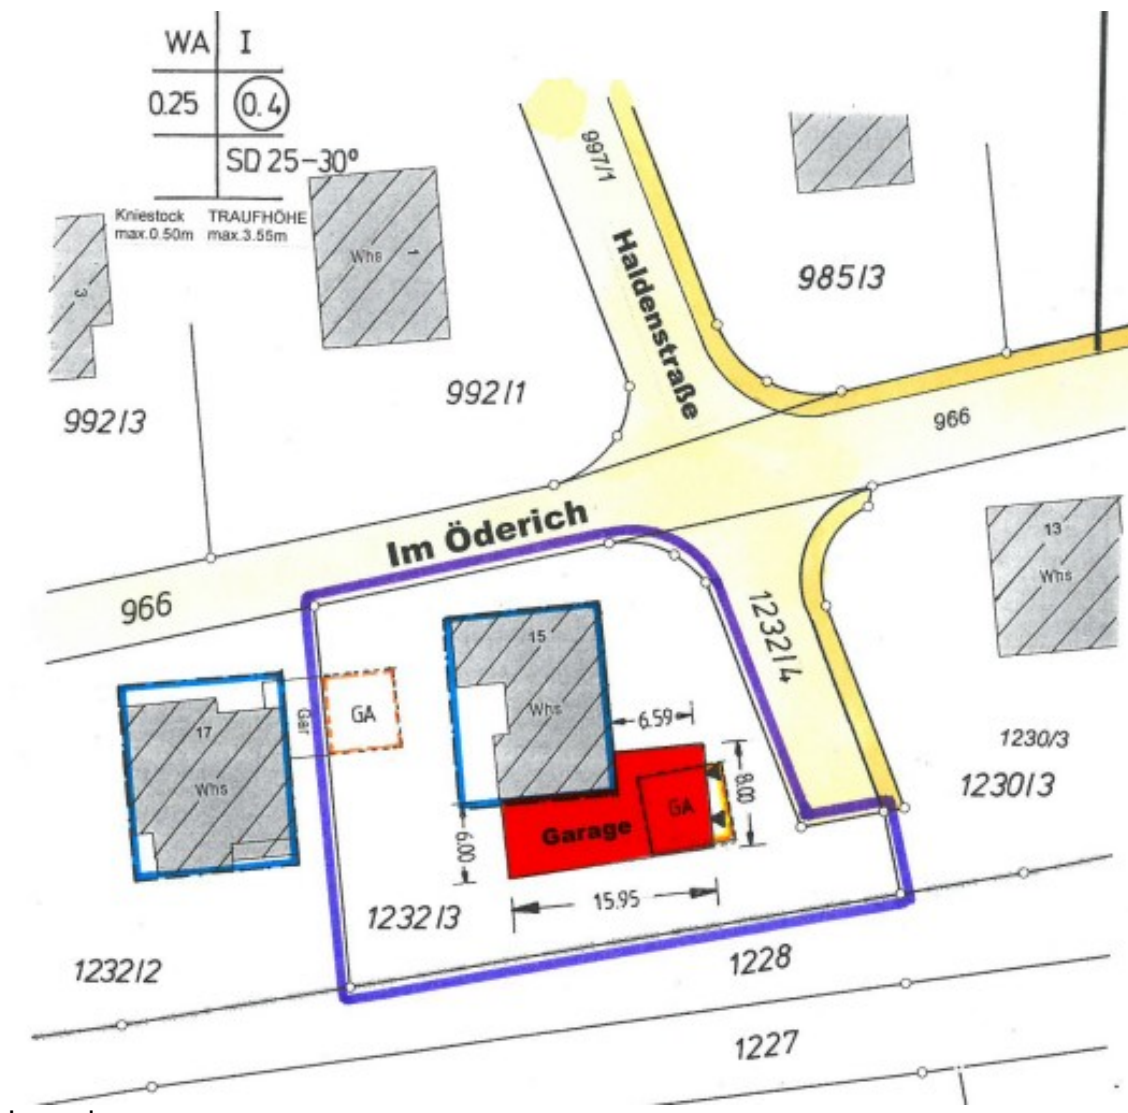 WA I
0.25 0.4
SD 25-30°
Kniestock TRAUFHÖHE
max.0.50m max.3.55m
997/1
Haldenstraße
Whs 1
3
985/3
992/3
992/1
966
Im Öderich
966
13
Whs
1232/4
15
Whs
GA
Gar
17
Whs
6.59
8.00
GA
Garage
6.00
15.95
1230/3
1230/3
1232/3
1232/2
1228
1227